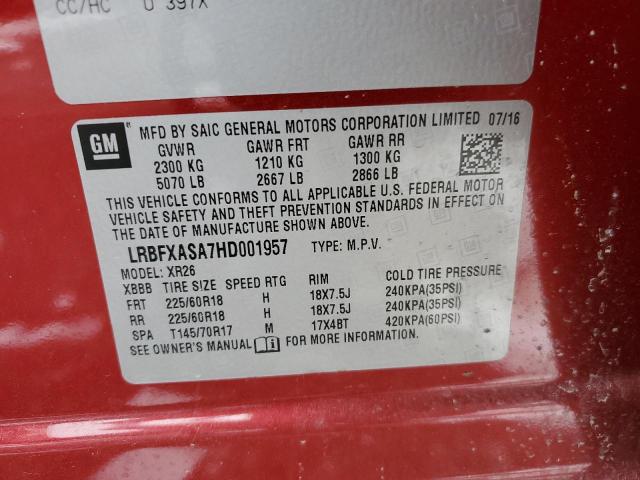 CC/HC U 397X
GM
MFD BY SAIC GENERAL MOTORS CORPORATION LIMITED 07/16
GVWR GAWR FRT GAWR RR
2300 KG 1210 KG 1300 KG
5070 LB 2667 LB 2866 LB
THIS VEHICLE CONFORMS TO ALL APPLICABLE U.S. FEDERAL MOTOR
VEHICLE SAFETY AND THEFT PREVENTION STANDARDS IN EFFECT ON
THE DATE OF MANUFACTURE SHOWN ABOVE.
LRBFXASA7HD001957 TYPE: M.P.V.
MODEL: XR26
XBBB TIRE SIZE SPEED RTG RIM COLD TIRE PRESSURE
FRT 225/60R18 H 18X7.5J 240KPA(35PSI)
RR 225/60R18 H 18X7.5J 240KPA(35PSI)
SPA T145/70R17 M 17X4BT 420KPA(60PSI)
SEE OWNER'S MANUAL i FOR MORE INFORMATION.